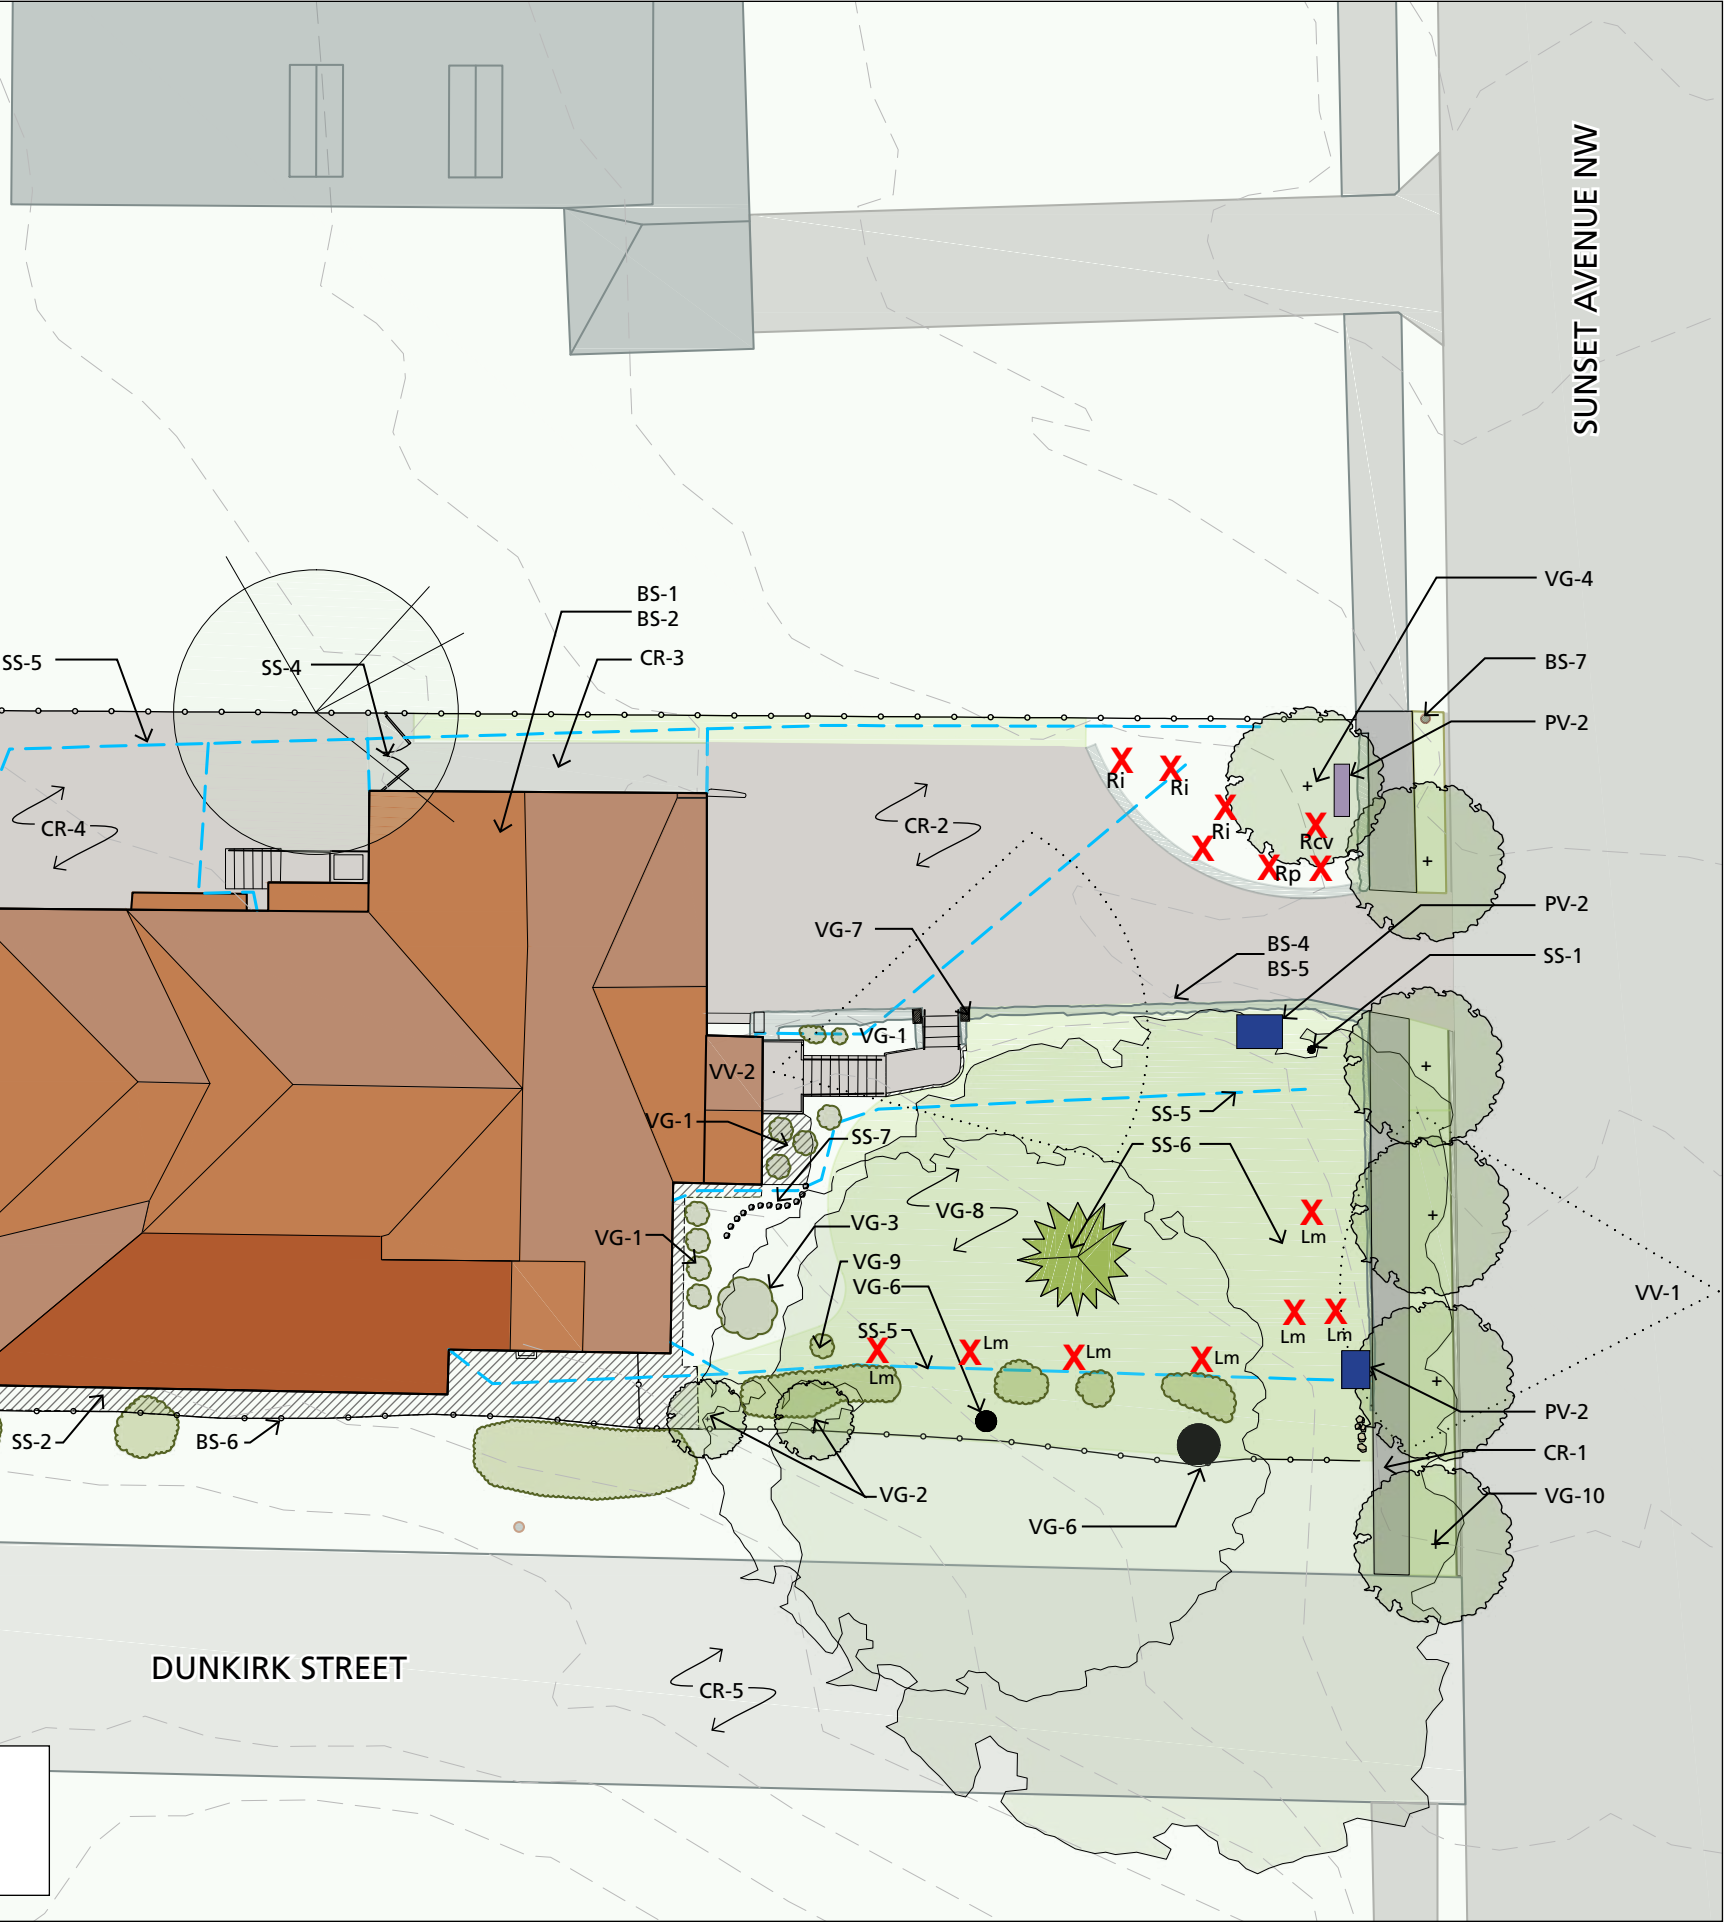 SUNSET AVENUE NW
VG-4
BS-1
BS-2
CR-3
SS-5
SS-4
BS-7
PV-2
X
X
Ri
Ri
X
Ri
X
X
Rcv
X
Rp
X
CR-4
CR-2
PV-2
VG-7
BS-4
BS-5
SS-1
VG-1
VV-2
VG-1
SS-5
SS-7
SS-6
VG-8
X
Lm
VG-3
VG-1
VG-9
VG-6
VV-1
X
X
Lm
Lm
SS-5
X
Lm
X
Lm
X
Lm
X
Lm
PV-2
SS-2
BS-6
CR-1
VG-2
VG-10
VG-6
DUNKIRK STREET
CR-5